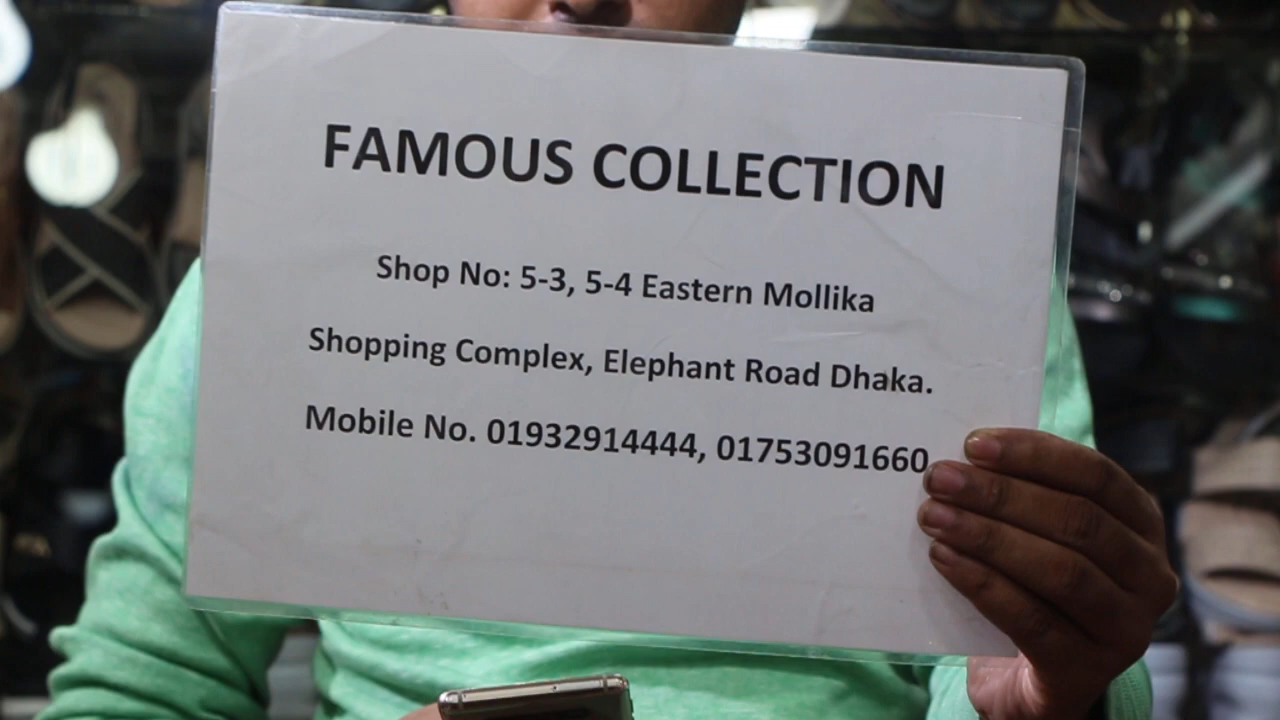 FAMOUS COLLECTION
Shop No: 5-3, 5-4 Eastern Mollika
Shopping Complex, Elephant Road Dhaka.
Mobile No. 01932914444, 01753091660